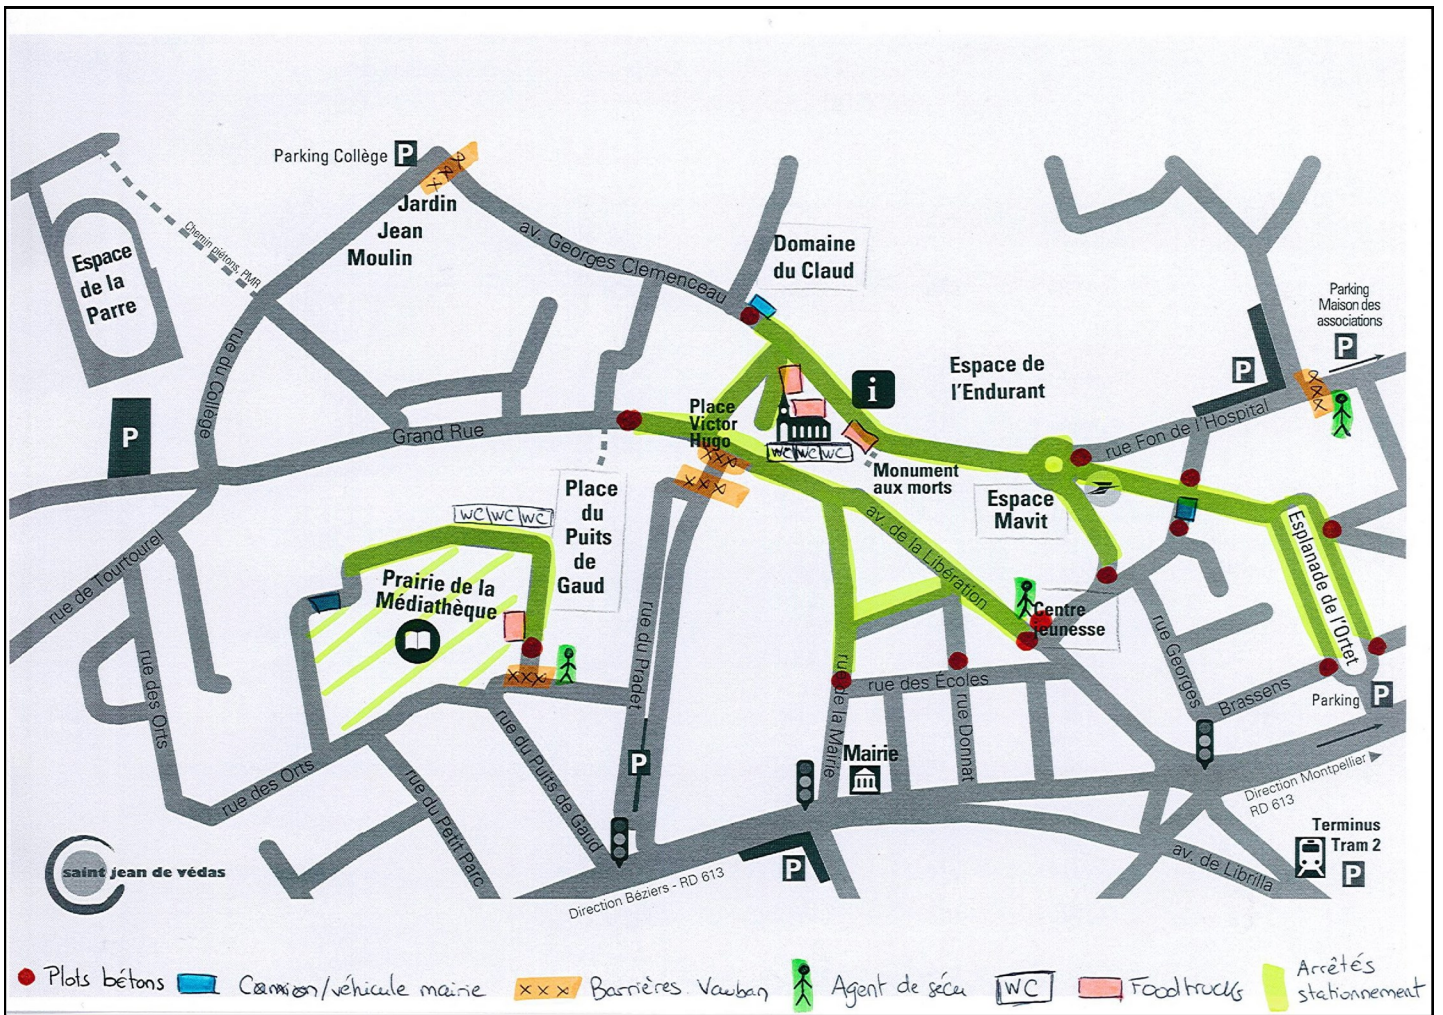 Parking Collège P
Jardin
Jean
Moulin
Chemin piétons, PMR
Espace
de la
Parre
av. Georges Clemenceau
Domaine
du Claud
Parking
Maison des
associations
P
P
Espace de
l'Endurant
i
rue du Collège
P
Grand Rue
Place
Victor
Hugo
xxx
xxx
WC WC WC
Monument
aux morts
rue Fon de l'Hospital
xxx
Espace
Mavit
Place
du
Puits
de
Gaud
WC WC WC
av. de la Libération
Esplanade de l'Ortet
rue de Tourtourel
Prairie de la
Médiathèque
Centre
jeunesse
xxx
rue du Pradet
rue des Orts
rue de la Mairie
rue des Écoles
rue Donnat
rue Georges
Brassens
Parking P
rue des Orts
rue du Petit Parc
rue du Puits de Gaud
P
Mairie
Direction Montpellier
RD 613
saint jean de védas
Direction Béziers - RD 613
P
av. de Librilla
Terminus
Tram 2
P
Plots bétons
Camion/véhicule mairie
xxx Barrières Vauban
Agent de sécu
WC
Foodtrucks
Arrêtés
stationnement